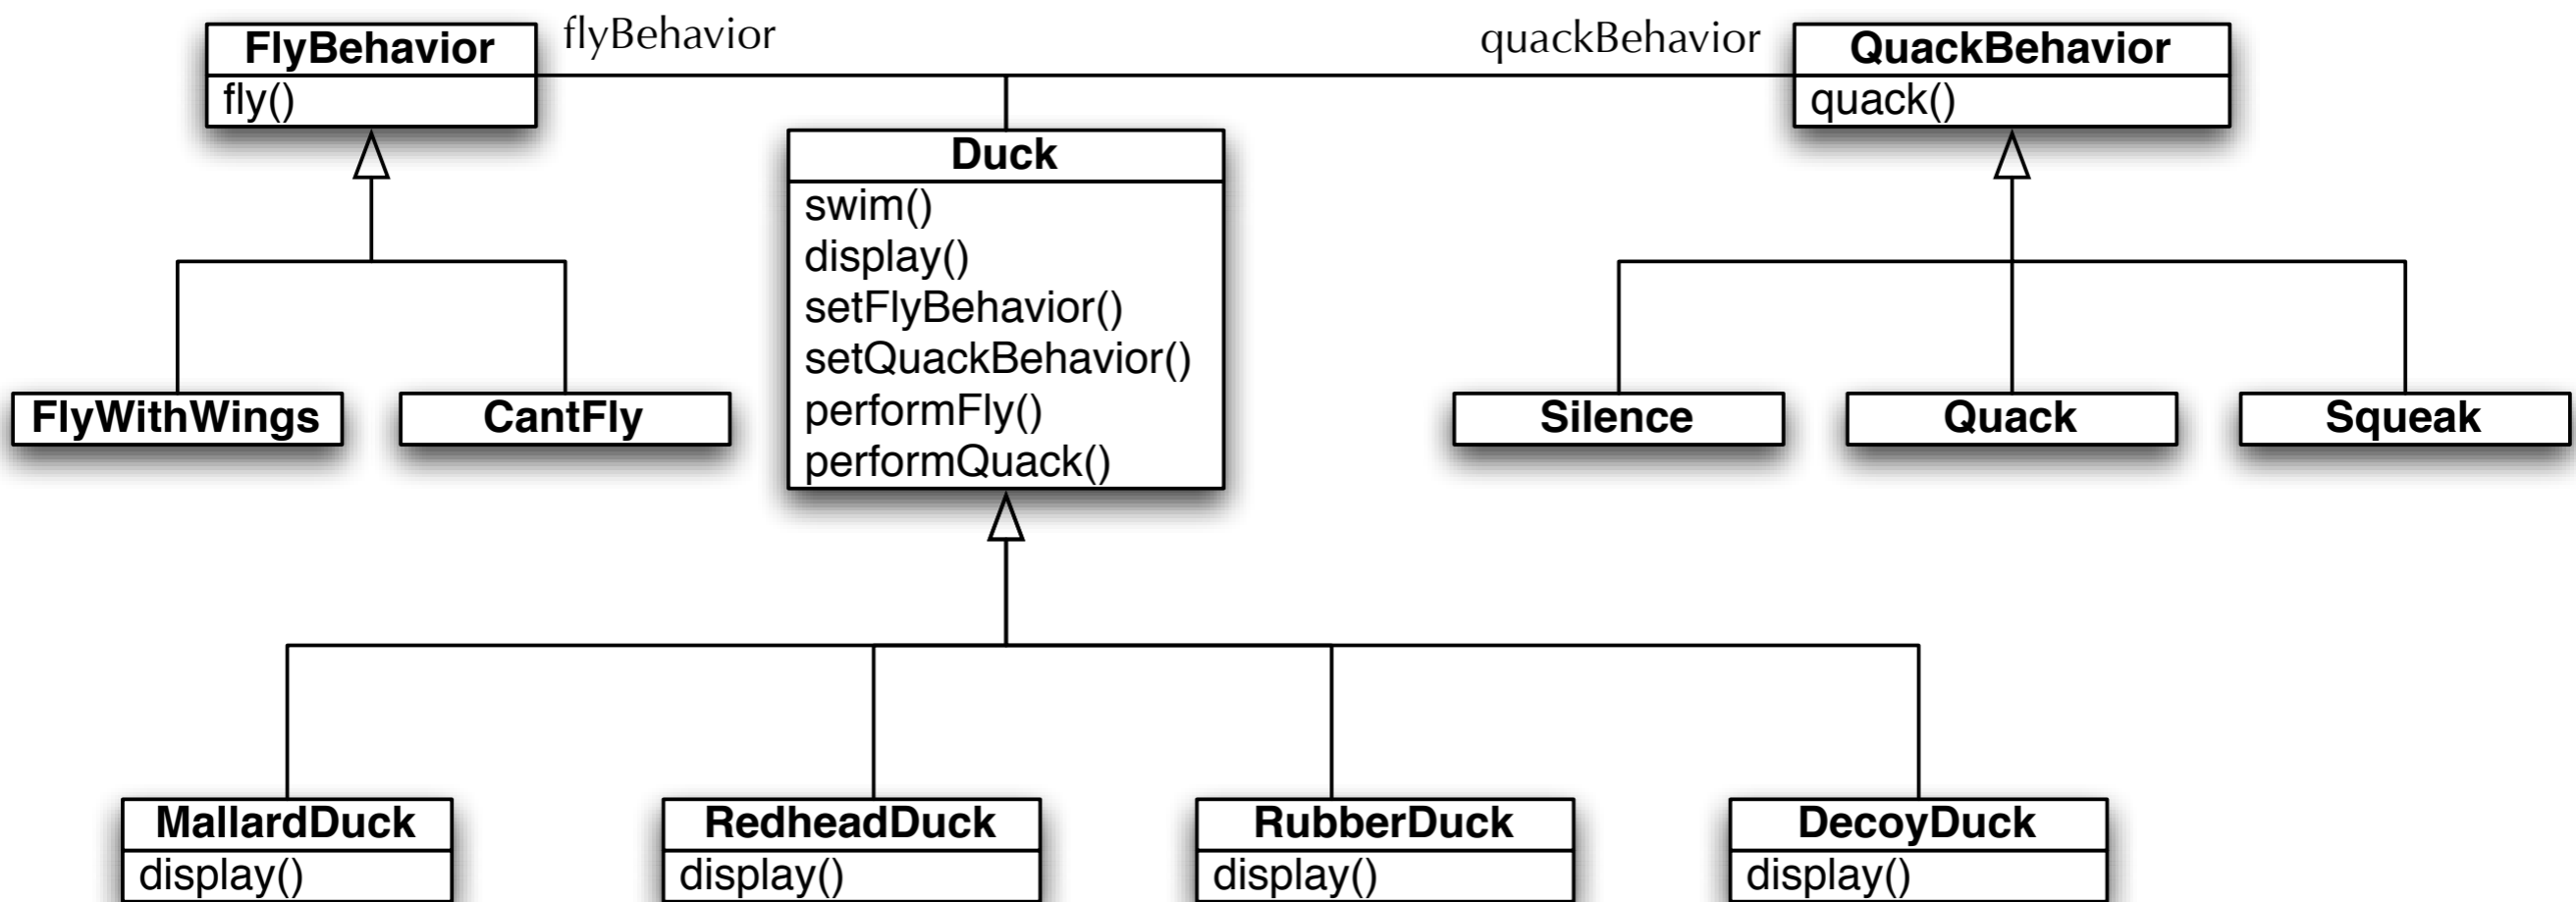 FlyBehavior
fly()
flyBehavior
quackBehavior
QuackBehavior
quack()
Duck
swim()
display()
setFlyBehavior()
setQuackBehavior()
performFly()
performQuack()
FlyWithWings
CantFly
Silence
Quack
Squeak
MallardDuck
display()
RedheadDuck
display()
RubberDuck
display()
DecoyDuck
display()